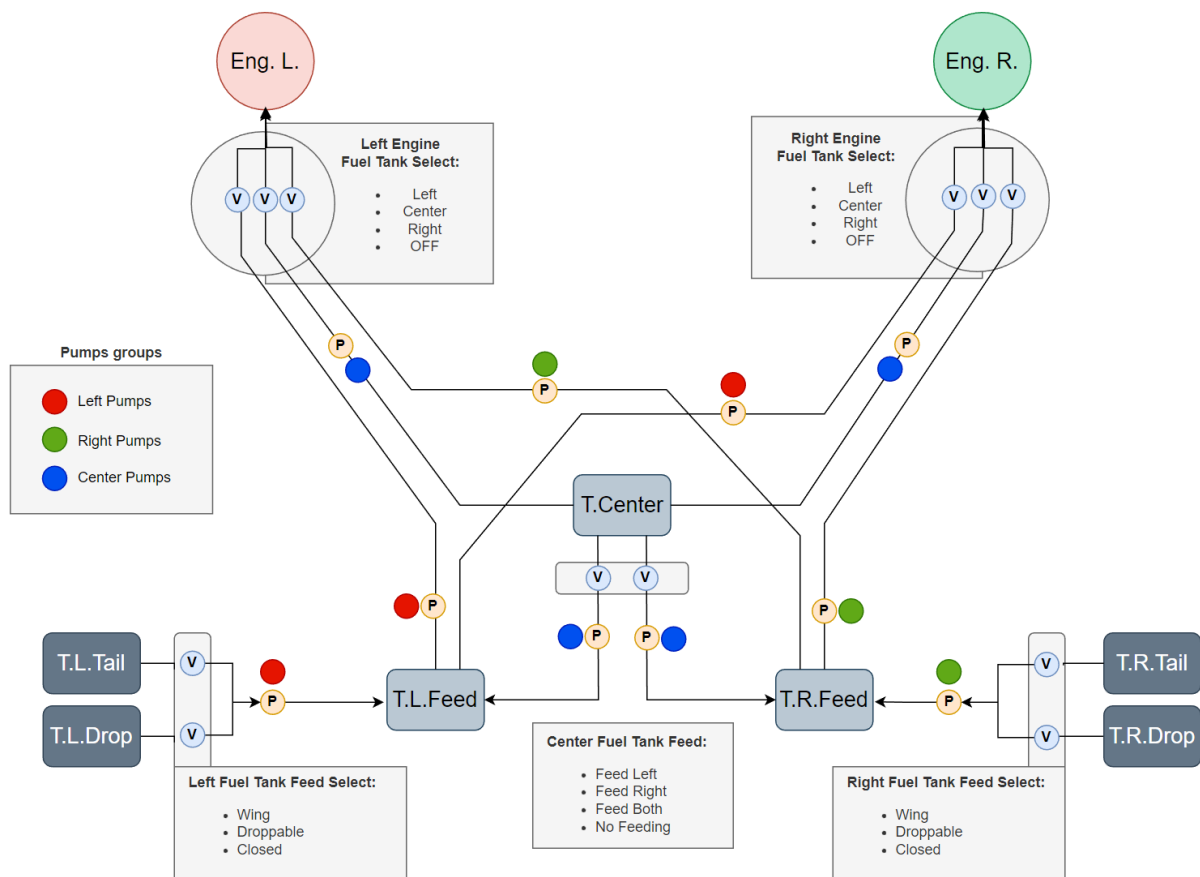 Eng. L.
Eng. R.
Left Engine
Fuel Tank Select:
Left
Center
Right
OFF
Right Engine
Fuel Tank Select:
Left
Center
Right
OFF
V
V
V
V
V
V
P
P
P
P
Pumps groups
Left Pumps
Right Pumps
Center Pumps
T.Center
V
V
P
P
P
P
T.L.Tail
T.L.Drop
V
V
P
T.L.Feed
T.R.Feed
P
V
V
T.R.Tail
T.R.Drop
Left Fuel Tank Feed Select:
Wing
Droppable
Closed
Center Fuel Tank Feed:
Feed Left
Feed Right
Feed Both
No Feeding
Right Fuel Tank Feed Select:
Wing
Droppable
Closed